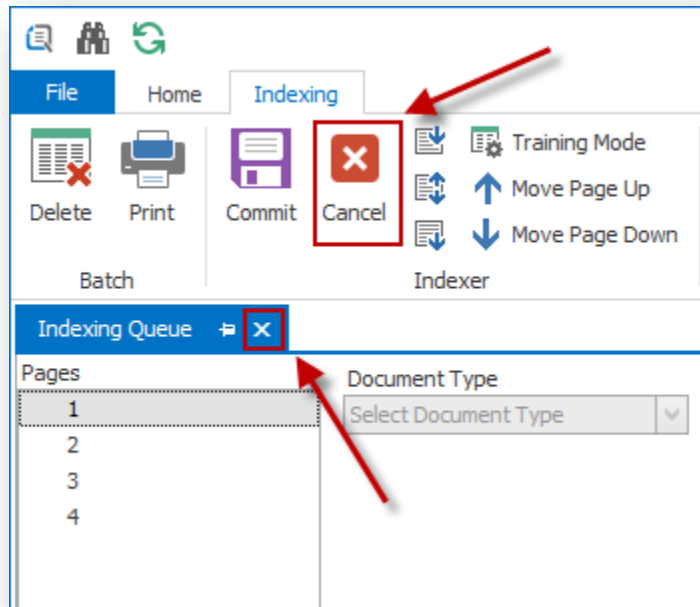 File Home Indexing
Delete Print Commit Cancel
Training Mode
Move Page Up
Move Page Down
Batch Indexer
Indexing Queue
Pages
Document Type
1
Select Document Type
2
3
4